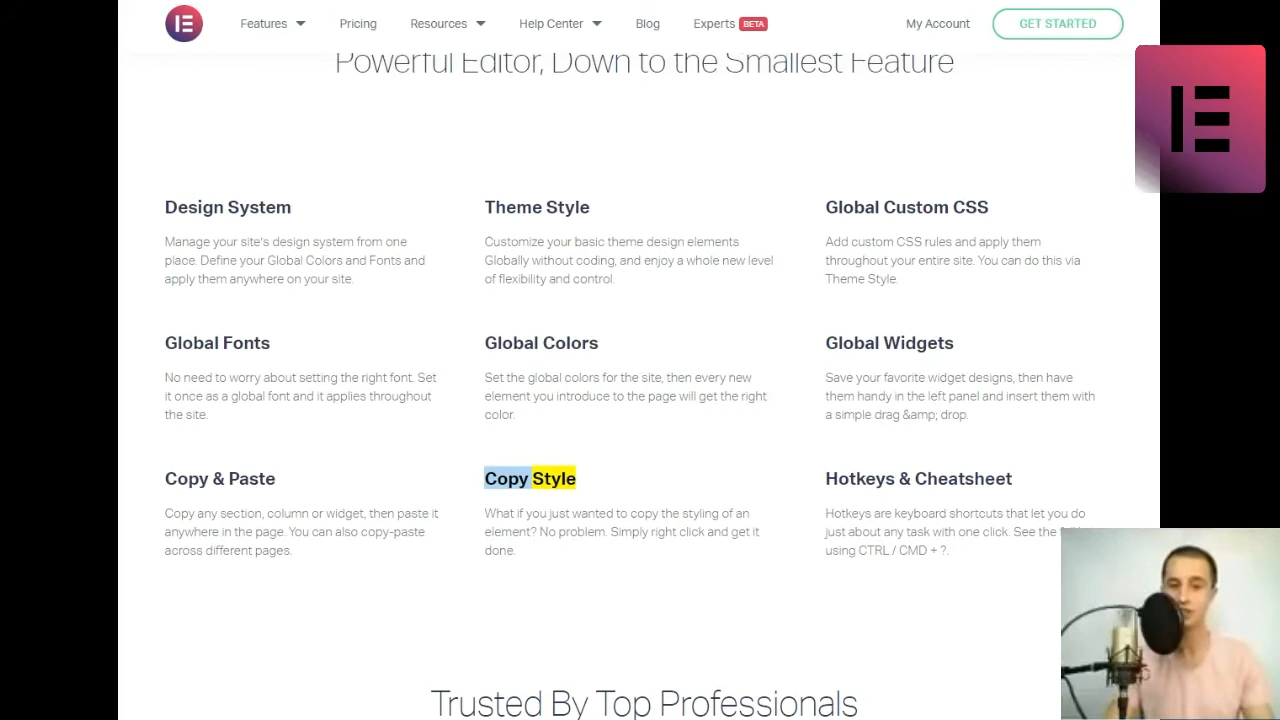 Features Pricing Resources Help Center Blog Experts BETA My Account GET STARTED
Powerful Editor, Down to the Smallest Feature
Design System
Manage your site's design system from one
place. Define your Global Colors and Fonts and
apply them anywhere on your site.
Theme Style
Customize your basic theme design elements
Globally without coding, and enjoy a whole new level
of flexibility and control.
Global Custom CSS
Add custom CSS rules and apply them
throughout your entire site. You can do this via
Theme Style.
Global Fonts
No need to worry about setting the right font. Set
it once as a global font and it applies throughout
the site.
Global Colors
Set the global colors for the site, then every new
element you introduce to the page will get the right
color.
Global Widgets
Save your favorite widget designs, then have
them handy in the left panel and insert them with
a simple drag &amp; drop.
Copy & Paste
Copy any section, column or widget, then paste it
anywhere in the page. You can also copy-paste
across different pages.
Copy Style
What if you just wanted to copy the styling of an
element? No problem. Simply right click and get it
done.
Hotkeys & Cheatsheet
Hotkeys are keyboard shortcuts that let you do
just about any task with one click. See the
using CTRL / CMD + ?.
Trusted By Top Professionals